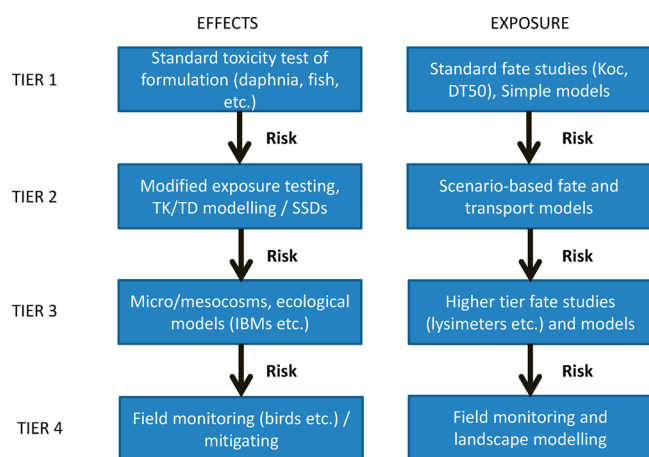 EFFECTS
EXPOSURE
TIER 1
Standard toxicity test of
formulation (daphnia, fish,
etc.)
Standard fate studies (Koc,
DT50), Simple models
Risk
Risk
TIER 2
Modified exposure testing,
TK/TD modelling / SSDs
Scenario-based fate and
transport models
Risk
Risk
TIER 3
Micro/mesocosms, ecological
models (IBMs etc.)
Higher tier fate studies
(lysimeters etc.) and models
Risk
Risk
TIER 4
Field monitoring (birds etc.) /
mitigating
Field monitoring and
landscape modelling